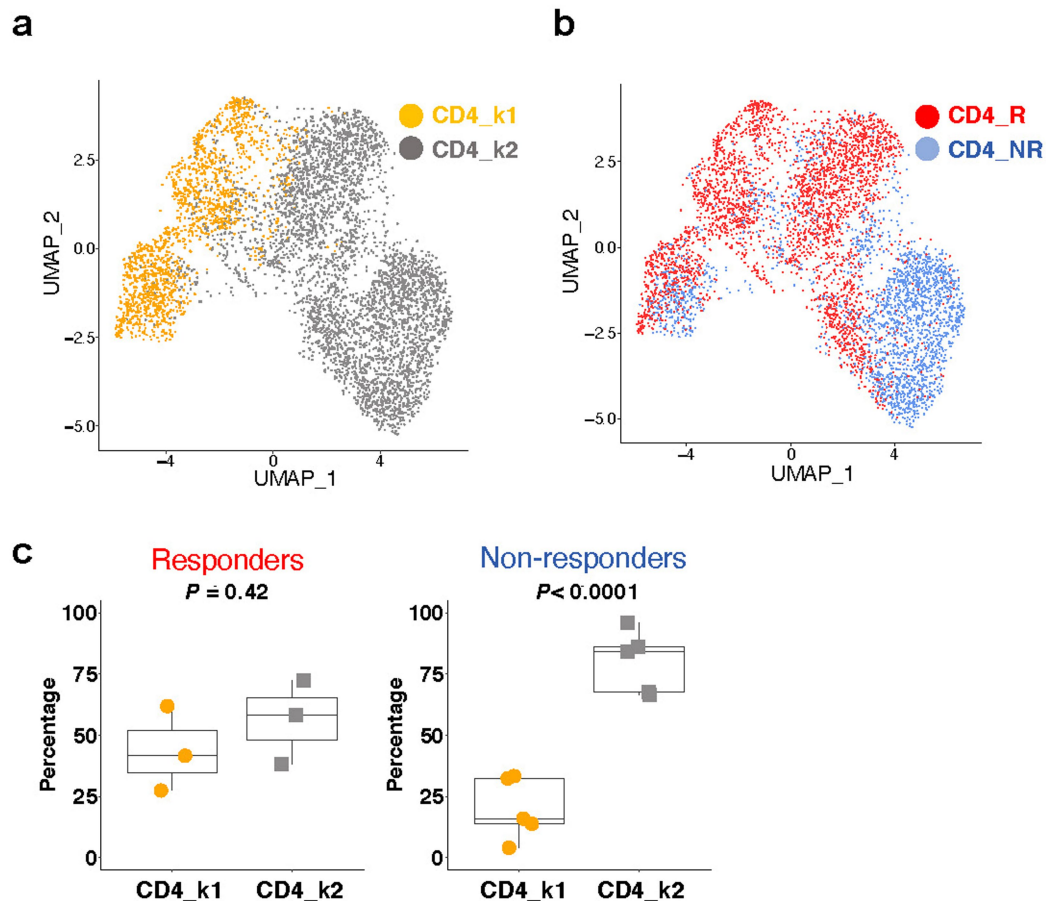 a
CD4_k1
CD4_k2
2.5
0.0
−2.5
−5.0
UMAP_2
−4
0
4
UMAP_1
b
CD4_R
CD4_NR
2.5
0.0
−2.5
−5.0
UMAP_2
−4
0
4
UMAP_1
c
Responders
P = 0.42
100
75
50
25
0
Percentage
CD4_k1
CD4_k2
Non-responders
P< 0.0001
100
75
50
25
0
Percentage
CD4_k1
CD4_k2